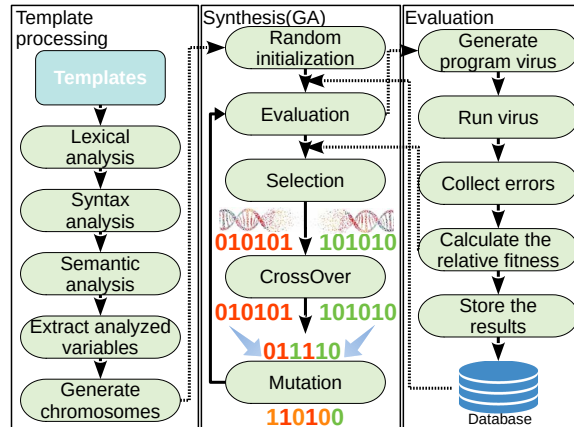 Template
processing
Templates
Lexical
analysis
Syntax
analysis
Semantic
analysis
Extract analyzed
variables
Generate
chromosomes
Synthesis(GA)
Random
initialization
Evaluation
Selection
010101 101010
CrossOver
010101 101010
011110
Mutation
110100
Evaluation
Generate
program virus
Run virus
Collect errors
Calculate the
relative fitness
Store the
results
Database